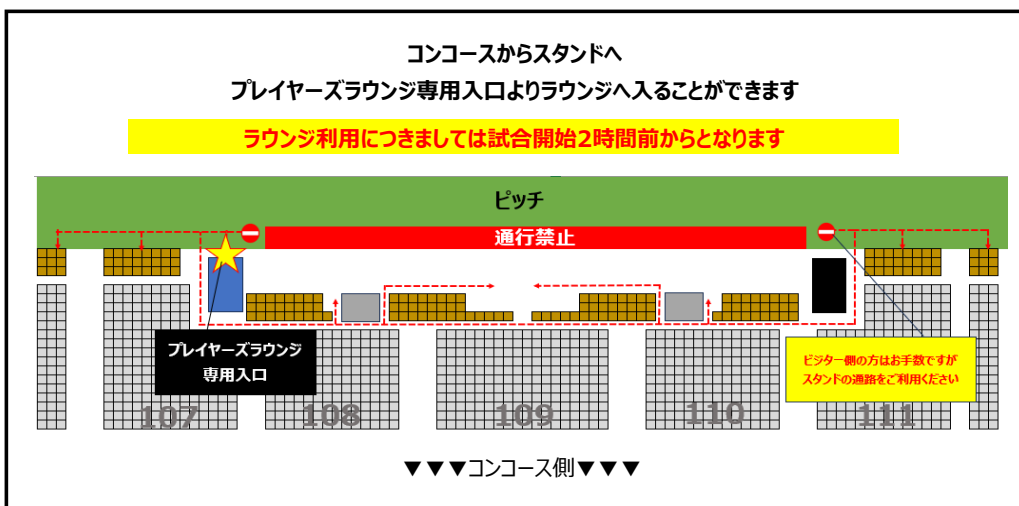 コンコースからスタンドへ
プレイヤーズラウンジ専用入口よりラウンジへ入ることができます
ラウンジ利用につきましては試合開始2時間前からとなります
ピッチ
通行禁止
プレイヤーズラウンジ
専用入口
ビジター側の方はお手数ですが
スタンドの通路をご利用ください
107
108
109
110
111
▼▼▼コンコース側▼▼▼